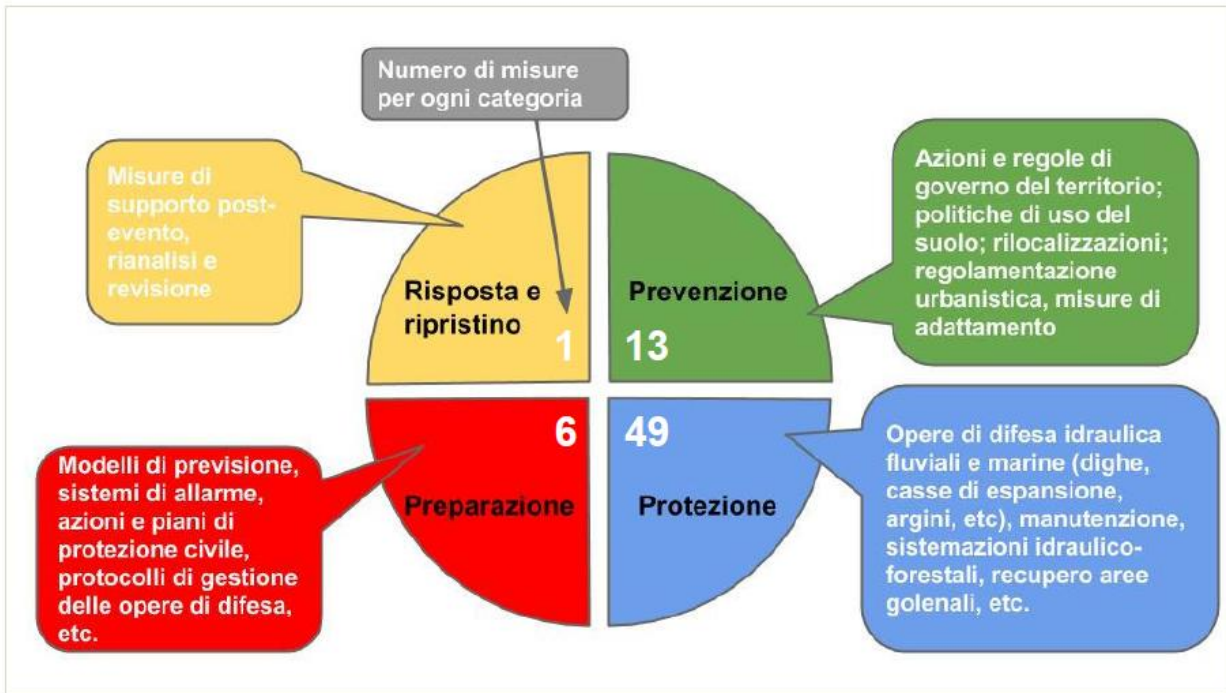 Numero di misure
per ogni categoria
Misure di
supporto post-
evento,
rianalisi e
revisione
Risposta e
ripristino
1
Prevenzione
13
Azioni e regole di
governo del territorio;
politiche di uso del
suolo; rilocalizzazioni;
regolamentazione
urbanistica, misure di
adattamento
Modelli di previsione,
sistemi di allarme,
azioni e piani di
protezione civile,
protocolli di gestione
delle opere di difesa,
etc.
6
Preparazione
49
Protezione
Opere di difesa idraulica
fluviali e marine (dighe,
casse di espansione,
argini, etc), manutenzione,
sistemazioni idraulico-
forestali, recupero aree
golenali, etc.